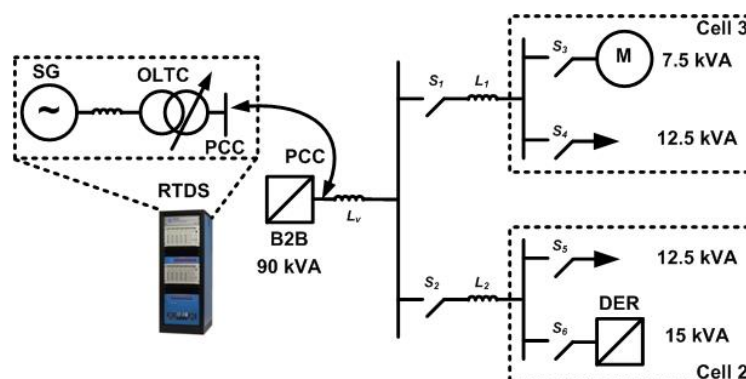 SG
OLTC
~
PCC
RTDS
PCC
B2B
90 kVA
Lv
S1
L1
S2
L2
Cell 3
S3
M
7.5 kVA
S4
12.5 kVA
S5
12.5 kVA
DER
S6
15 kVA
Cell 2